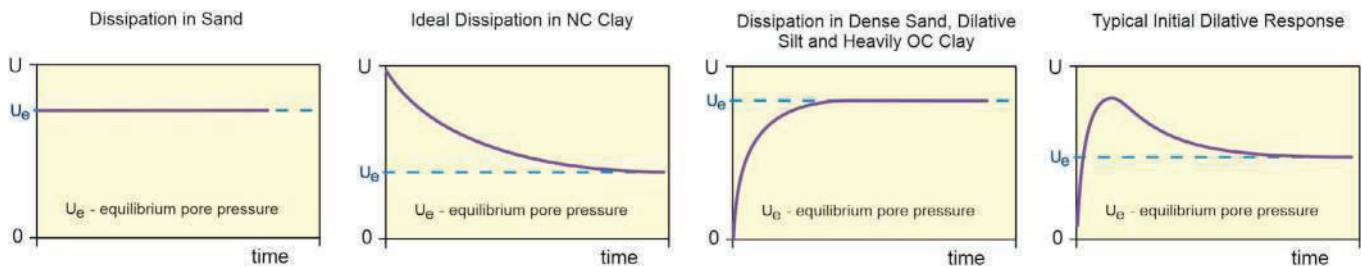 Dissipation in Sand
U
Ue
Ue - equilibrium pore pressure
0
time
Ideal Dissipation in NC Clay
U
Ue
Ue - equilibrium pore pressure
0
time
Dissipation in Dense Sand, Dilative
Silt and Heavily OC Clay
U
Ue
Ue - equilibrium pore pressure
0
time
Typical Initial Dilative Response
U
Ue
Ue - equilibrium pore pressure
0
time